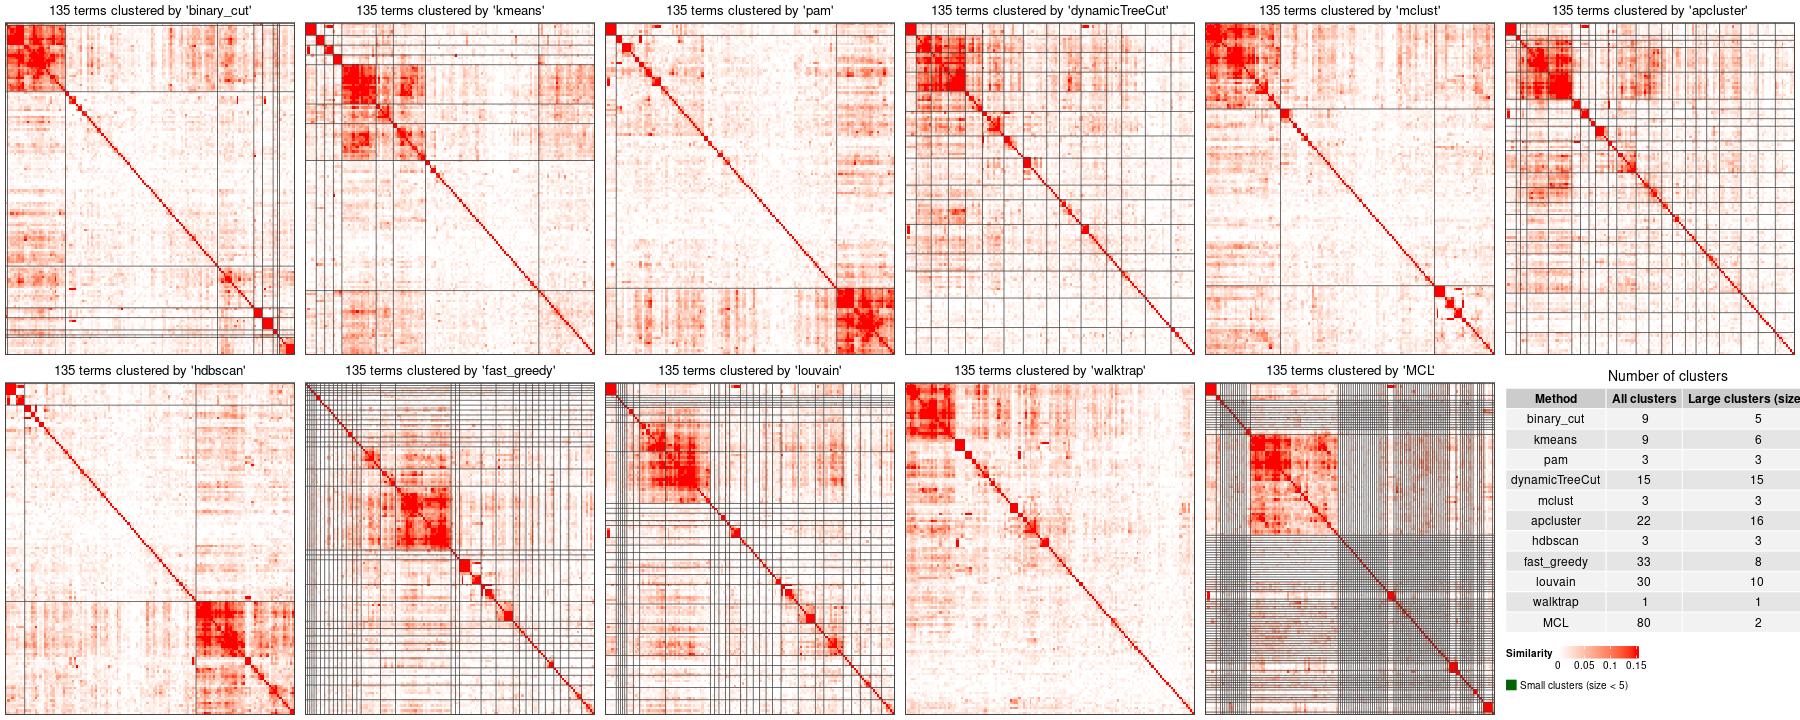 135 terms clustered by 'binary_cut'
135 terms clustered by 'kmeans'
135 terms clustered by 'pam'
135 terms clustered by 'dynamicTreeCut'
135 terms clustered by 'mclust'
135 terms clustered by 'apcluster'
135 terms clustered by 'hdbscan'
135 terms clustered by 'fast_greedy'
135 terms clustered by 'louvain'
135 terms clustered by 'walktrap'
135 terms clustered by 'MCL'
Number of clusters
Method All clusters Large clusters (size
binary_cut 9 5
kmeans 9 6
pam 3 3
dynamicTreeCut 15 15
mclust 3 3
apcluster 22 16
hdbscan 3 3
fast_greedy 33 8
louvain 30 10
walktrap 1 1
MCL 80 2
Similarity
0 0.05 0.1 0.15
Small clusters (size < 5)